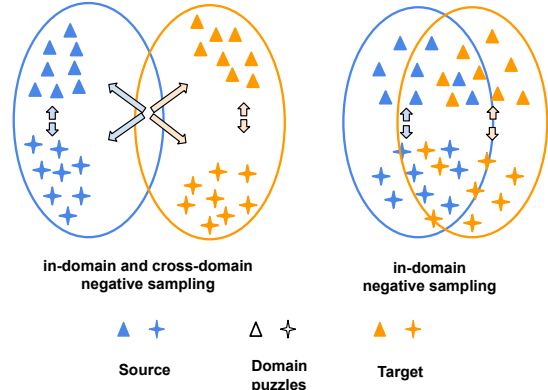 in-domain and cross-domain
negative sampling
in-domain
negative sampling
Source
Domain
puzzles
Target